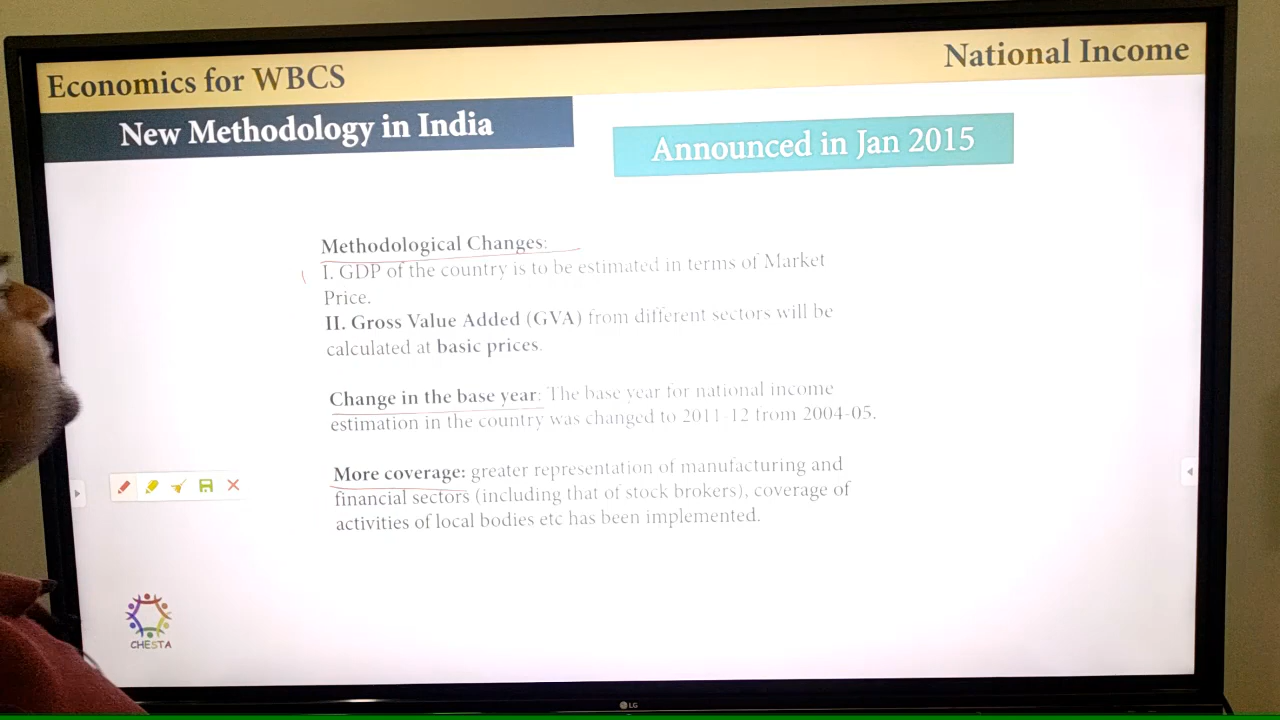 Economics for WBCS
National Income
New Methodology in India
Announced in Jan 2015
Methodological Changes:
I. GDP of the country is to be estimated in terms of Market
Price.
II. Gross Value Added (GVA) from different sectors will be
calculated at basic prices.
Change in the base year: The base year for national income
estimation in the country was changed to 2011-12 from 2004-05.
More coverage: greater representation of manufacturing and
financial sectors (including that of stock brokers), coverage of
activities of local bodies etc has been implemented.
CHESTA
LG